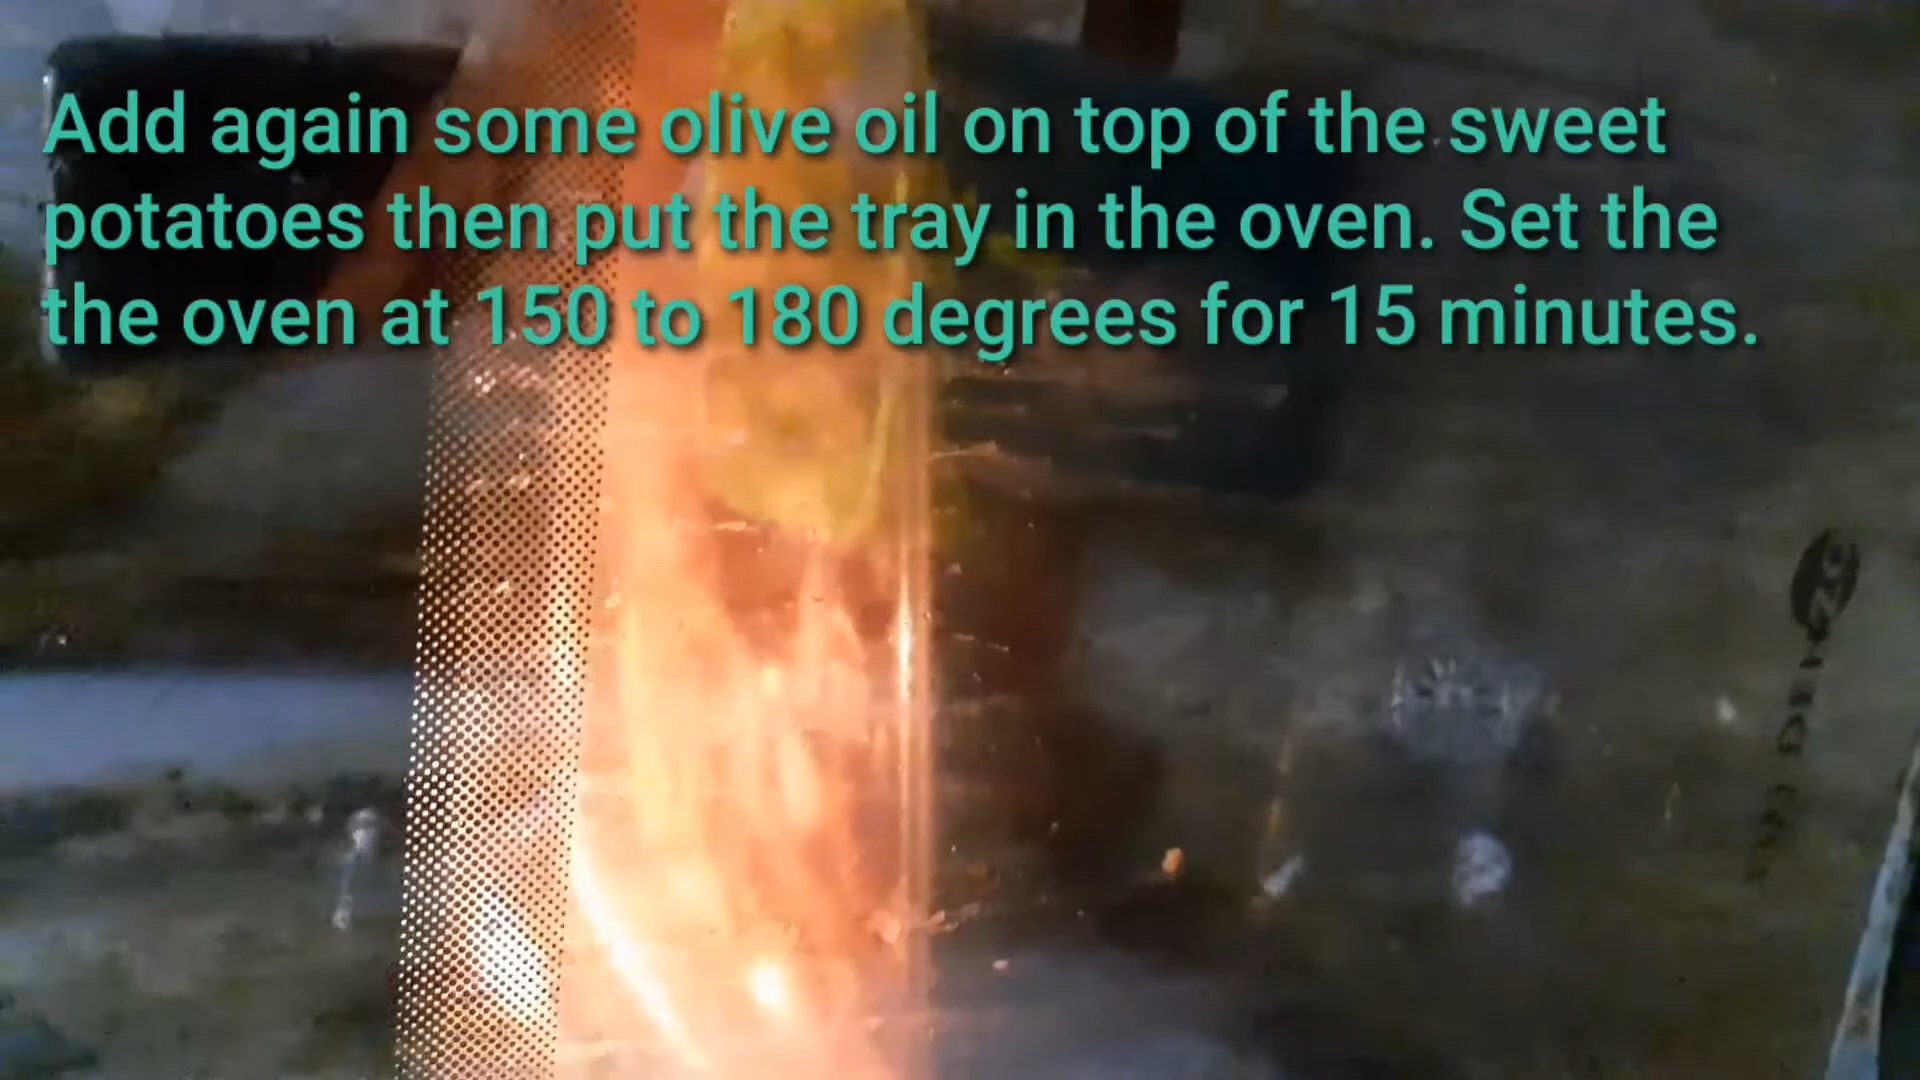 Add again some olive oil on top of the sweet
potatoes then put the tray in the oven. Set the
the oven at 150 to 180 degrees for 15 minutes.